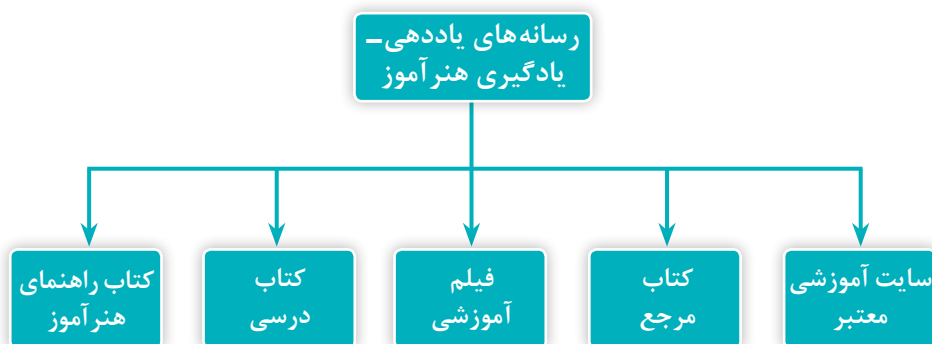 رسانه‌های یاددهی–
یادگیری هنرآموز
سایت آموزشی
معتبر
کتاب
مرجع
فیلم
آموزشی
کتاب
درسی
کتاب راهنمای
هنرآموز